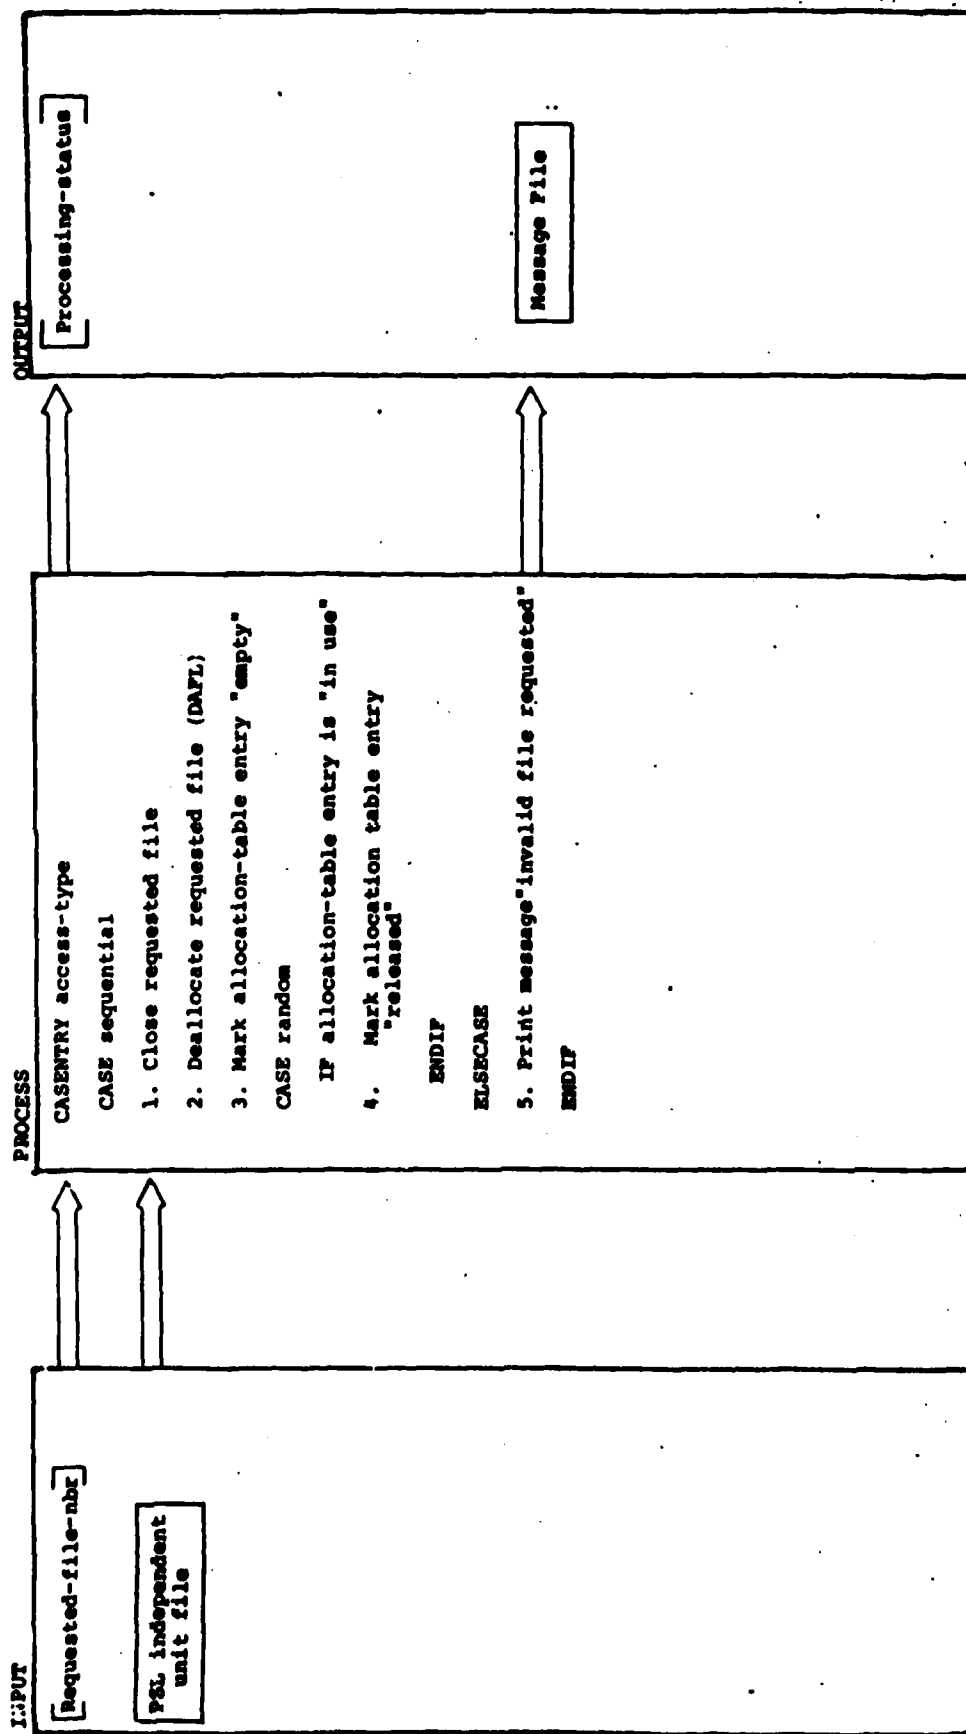 INPUT
Requested-file-nbr
PSL independent
unit file
PROCESS
CASENTRY access-type
CASE sequential
1. Close requested file
2. Deallocate requested file (DAFL)
3. Mark allocation-table entry "empty"
CASE random
IF allocation-table entry is "in use"
4. Mark allocation table entry
"released"
ENDIF
ELSECASE
5. Print message"invalid file requested"
ENDIF
OUTPUT
Processing-status
Message File